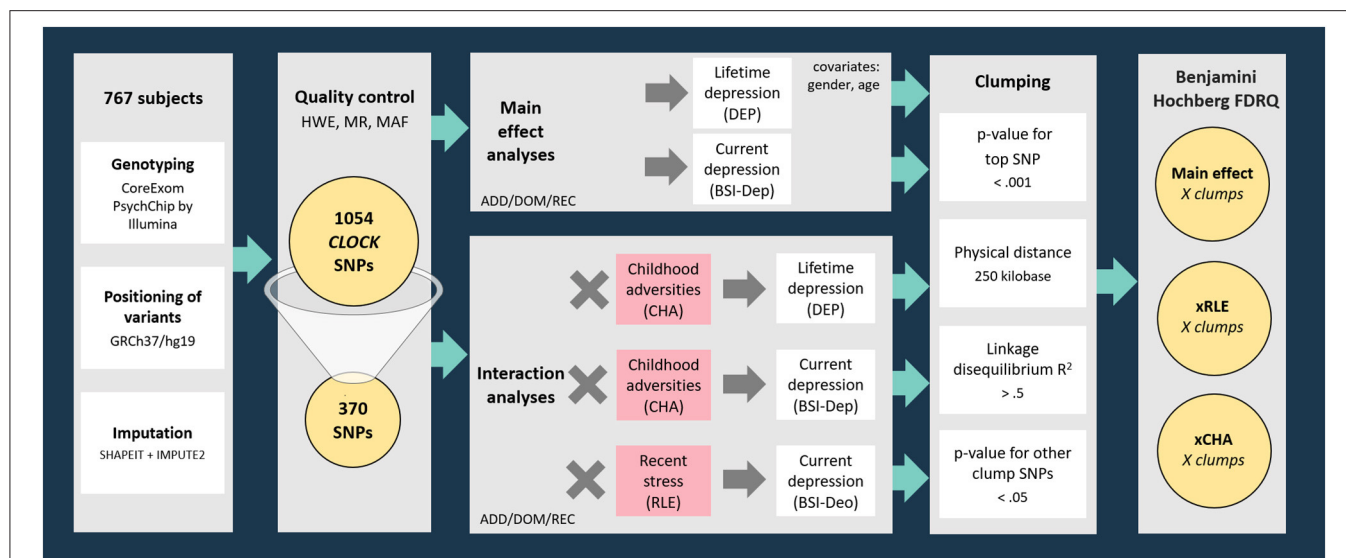 767 subjects
Genotyping
CoreExom
PsychChip by
Illumina
Positioning of
variants
GRCh37/hg19
Imputation
SHAPEIT + IMPUTE2
Quality control
HWE, MR, MAF
1054
CLOCK
SNPs
370
SNPs
Main
effect
analyses
ADD/DOM/REC
Lifetime
depression
(DEP)
Current
depression
(BSI-Dep)
covariates:
gender, age
Interaction
analyses
ADD/DOM/REC
Childhood
adversities
(CHA)
Lifetime
depression
(DEP)
Childhood
adversities
(CHA)
Current
depression
(BSI-Dep)
Recent
stress
(RLE)
Current
depression
(BSI-Deo)
Clumping
p-value for
top SNP
< .001
Physical distance
250 kilobase
Linkage
disequilibrium R²
> .5
p-value for other
clump SNPs
< .05
Benjamini
Hochberg FDRQ
Main effect
X clumps
xRLE
X clumps
xCHA
X clumps